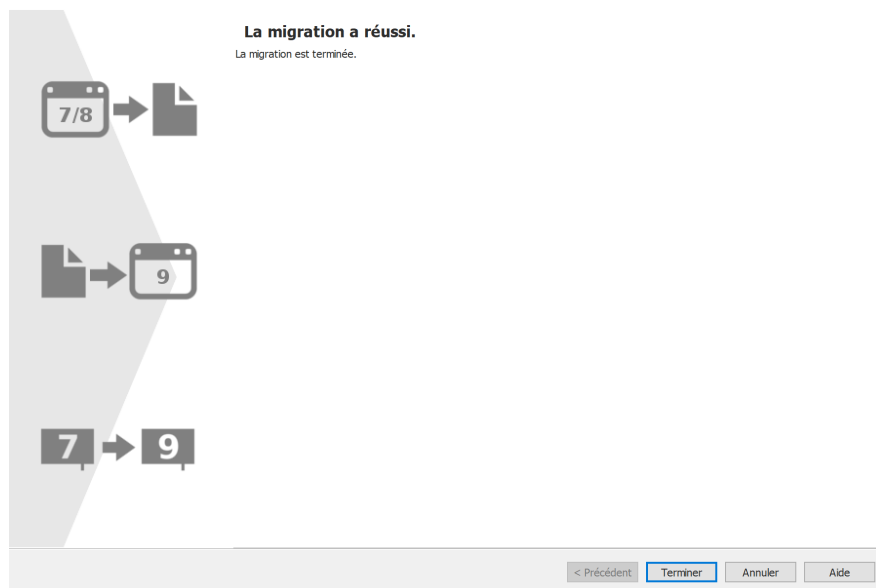 La migration a réussi.
La migration est terminée.
7/8
9
7 9
< Précédent Terminer Annuler Aide